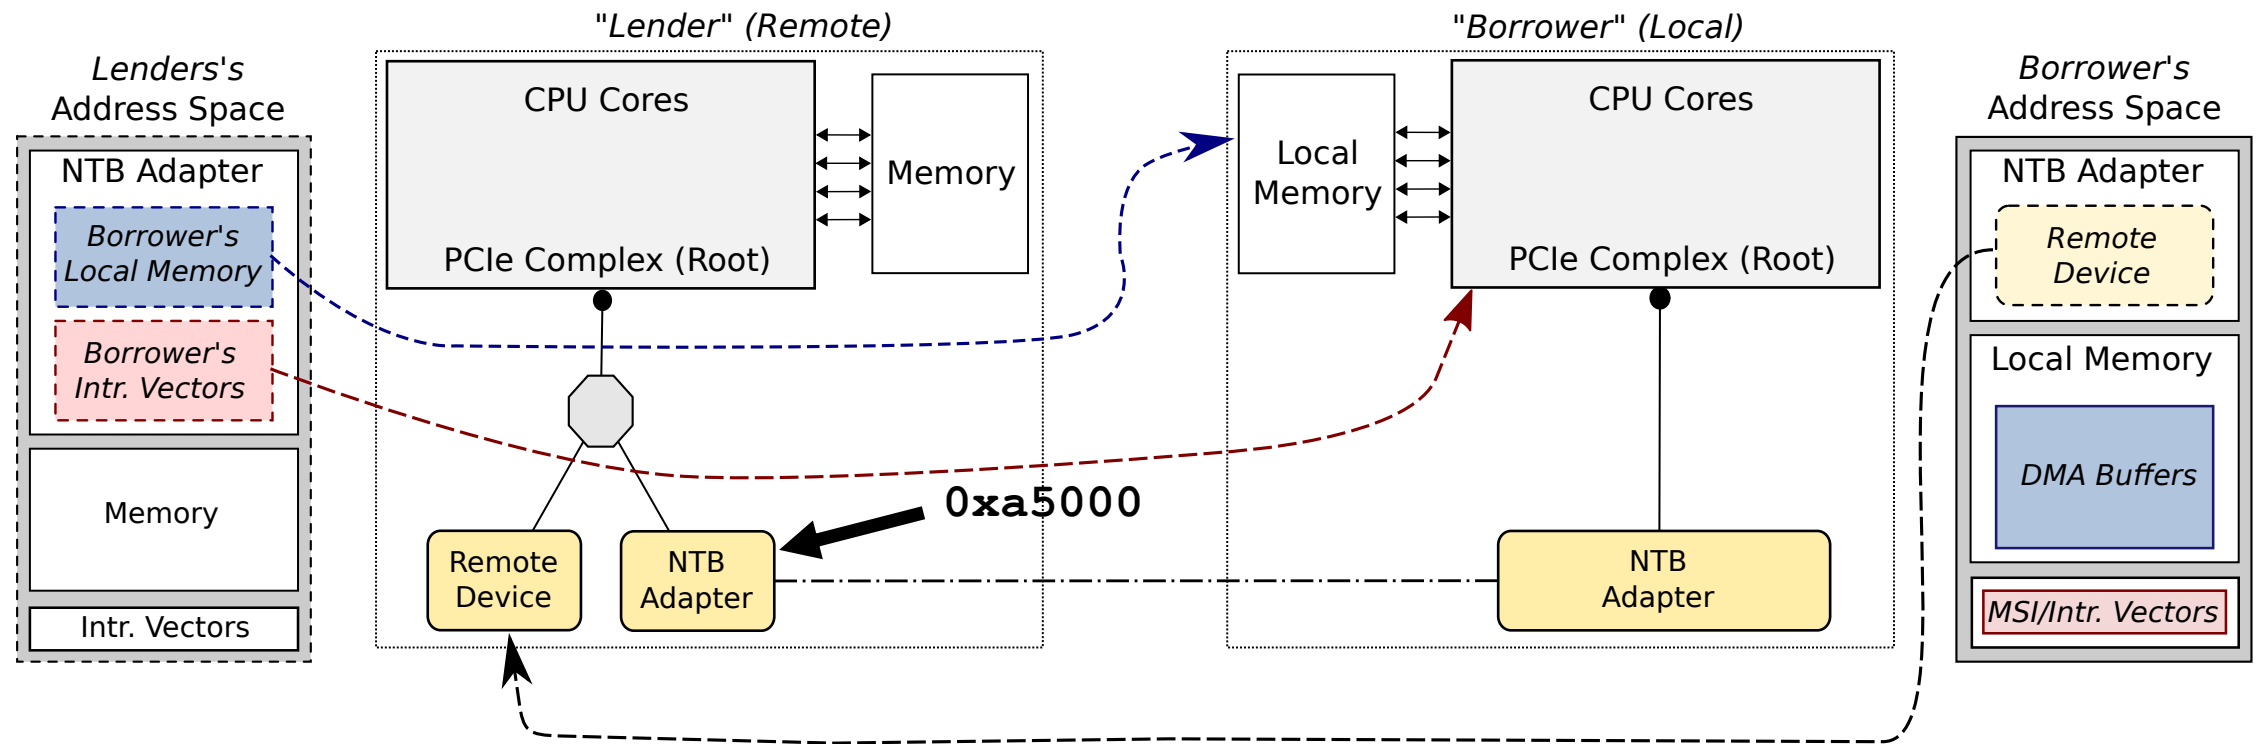 "Lender" (Remote)
"Borrower" (Local)
Lenders's
Address Space
NTB Adapter
Borrower's
Local Memory
Borrower's
Intr. Vectors
Memory
Intr. Vectors
CPU Cores
PCIe Complex (Root)
Memory
Remote
Device
NTB
Adapter
0xa5000
Local
Memory
CPU Cores
PCIe Complex (Root)
NTB
Adapter
Borrower's
Address Space
NTB Adapter
Remote
Device
Local Memory
DMA Buffers
MSI/Intr. Vectors